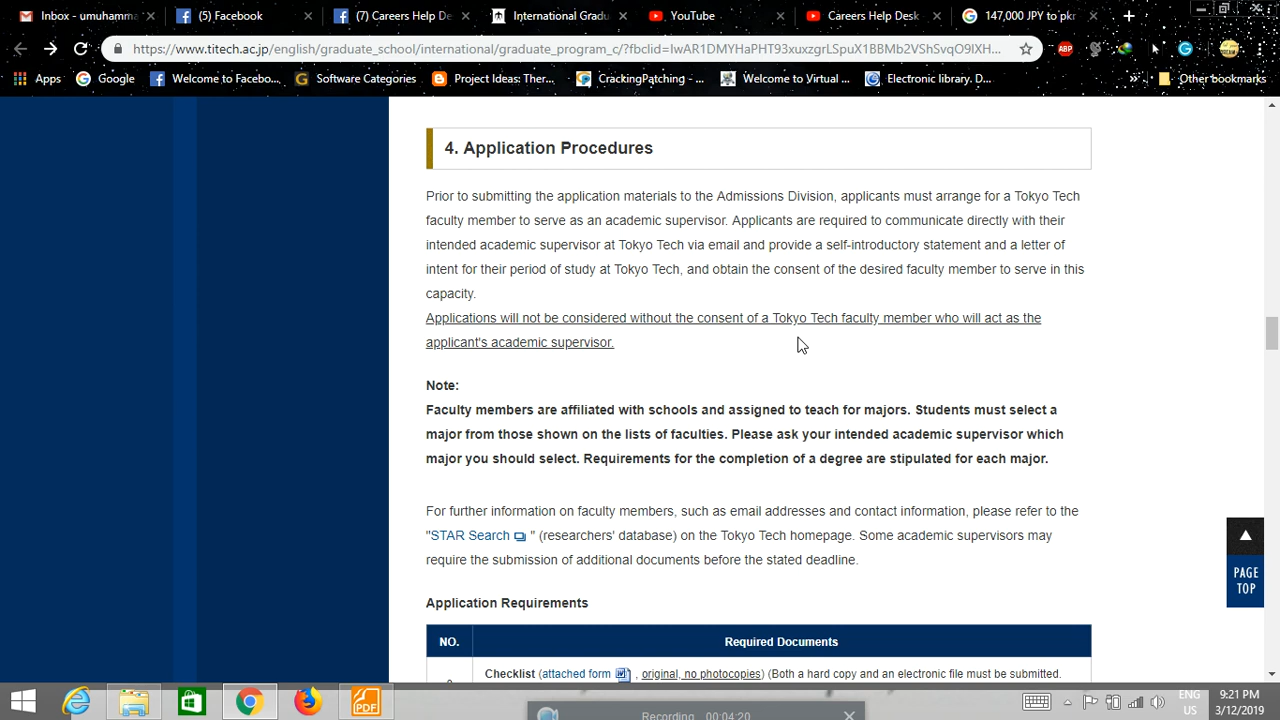 Inbox - umuhamma
(5) Facebook
(7) Careers Help De
International Gradu
YouTube
Careers Help Desk
147,000 JPY to pkr
https://www.titech.ac.jp/english/graduate_school/international/graduate_program_c/?fbclid=IwAR1DMYHaPHT93xuxzgrLSpuX1BBMb2VShSvqO9IXH...
ABP
Apps
Google
Welcome to Facebo...
Software Categories
Project Ideas: Ther...
CrackingPatching - ...
Welcome to Virtual ...
Electronic library. D...
Other bookmarks
4. Application Procedures
Prior to submitting the application materials to the Admissions Division, applicants must arrange for a Tokyo Tech
faculty member to serve as an academic supervisor. Applicants are required to communicate directly with their
intended academic supervisor at Tokyo Tech via email and provide a self-introductory statement and a letter of
intent for their period of study at Tokyo Tech, and obtain the consent of the desired faculty member to serve in this
capacity.
Applications will not be considered without the consent of a Tokyo Tech faculty member who will act as the
applicant's academic supervisor.
Note:
Faculty members are affiliated with schools and assigned to teach for majors. Students must select a
major from those shown on the lists of faculties. Please ask your intended academic supervisor which
major you should select. Requirements for the completion of a degree are stipulated for each major.
For further information on faculty members, such as email addresses and contact information, please refer to the
"STAR Search " (researchers' database) on the Tokyo Tech homepage. Some academic supervisors may
require the submission of additional documents before the stated deadline.
PAGE
TOP
Application Requirements
NO.
Required Documents
Checklist (attached form , original, no photocopies) (Both a hard copy and an electronic file must be submitted.
PDF
Recording 00:04:20
ENG
US
9:21 PM
3/12/2019